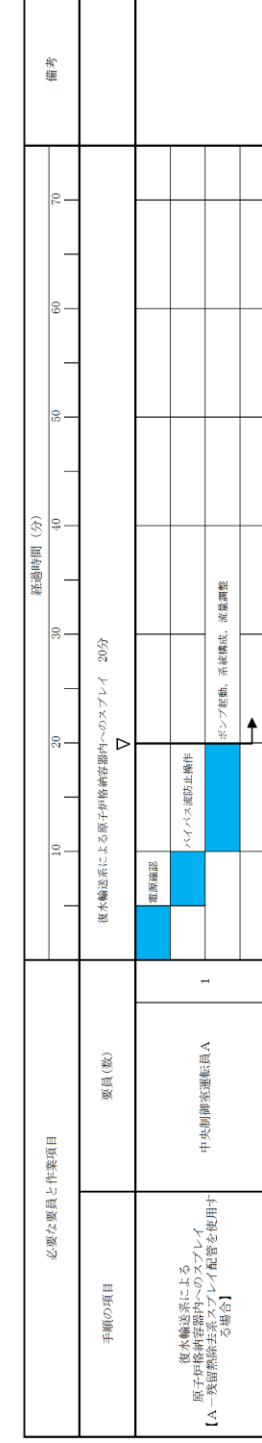 必要な要員と作業項目
経過時間（分）
備考
10
20
30
40
50
60
70
手順の項目
要員(数)
復水輸送系による原子炉格納容器内へのスプレイ 20分
▽
復水輸送系による
原子炉格納容器内へのスプレイ
【A－残留熱除去系スプレイ配管を使用す
る場合】
中央制御室運転員A
1
電源確認
バイパス流防止操作
ポンプ起動，系統構成，流量調整